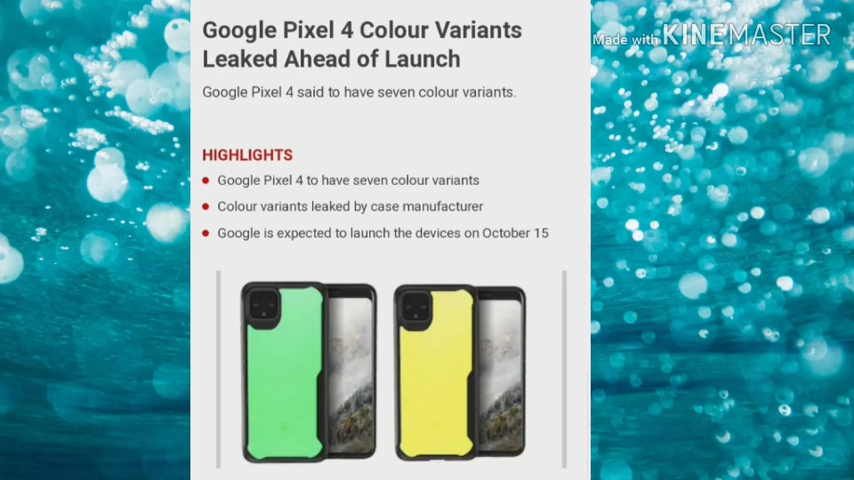 Google Pixel 4 Colour Variants
Leaked Ahead of Launch
Made with KINEMASTER
Google Pixel 4 said to have seven colour variants.
HIGHLIGHTS
Google Pixel 4 to have seven colour variants
Colour variants leaked by case manufacturer
Google is expected to launch the devices on October 15